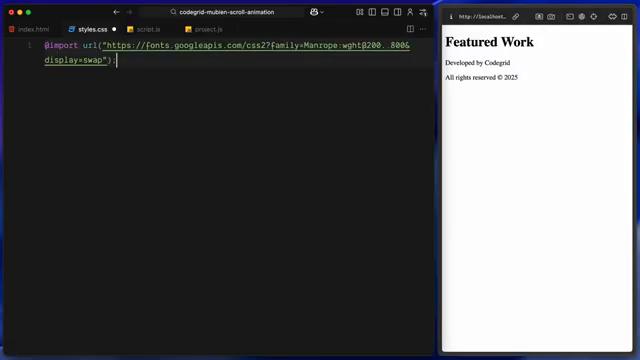 codegrid-mubien-scroll-animation
index.html
styles.css
script.js
project.js
1
@import url("https://fonts.googleapis.com/css2?family=Manrope:wght@200..800&
display=swap");
http://localhost...
Featured Work
Developed by Codegrid
All rights reserved © 2025